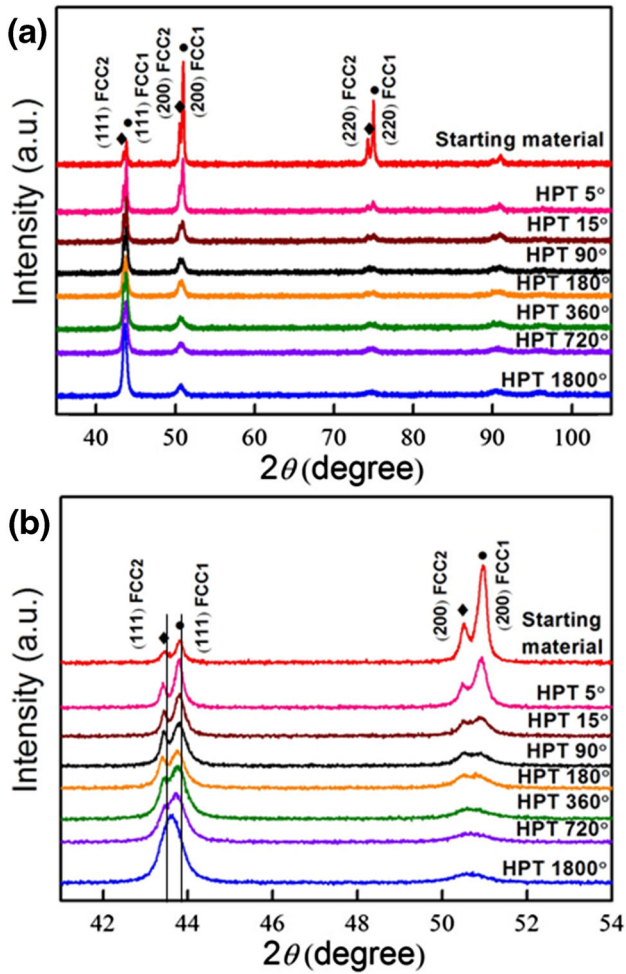 (a)
(111) FCC2
(111) FCC1
(200) FCC2
(200) FCC1
(220) FCC2
(220) FCC1
Starting material
HPT 5°
HPT 15°
HPT 90°
HPT 180°
HPT 360°
HPT 720°
HPT 1800°
Intensity (a.u.)
40 50 60 70 80 90 100
2θ (degree)
(b)
(111) FCC2
(111) FCC1
(200) FCC2
(200) FCC1
Starting
material
HPT 5°
HPT 15°
HPT 90°
HPT 180°
HPT 360°
HPT 720°
HPT 1800°
Intensity (a.u.)
42 44 46 48 50 52 54
2θ (degree)